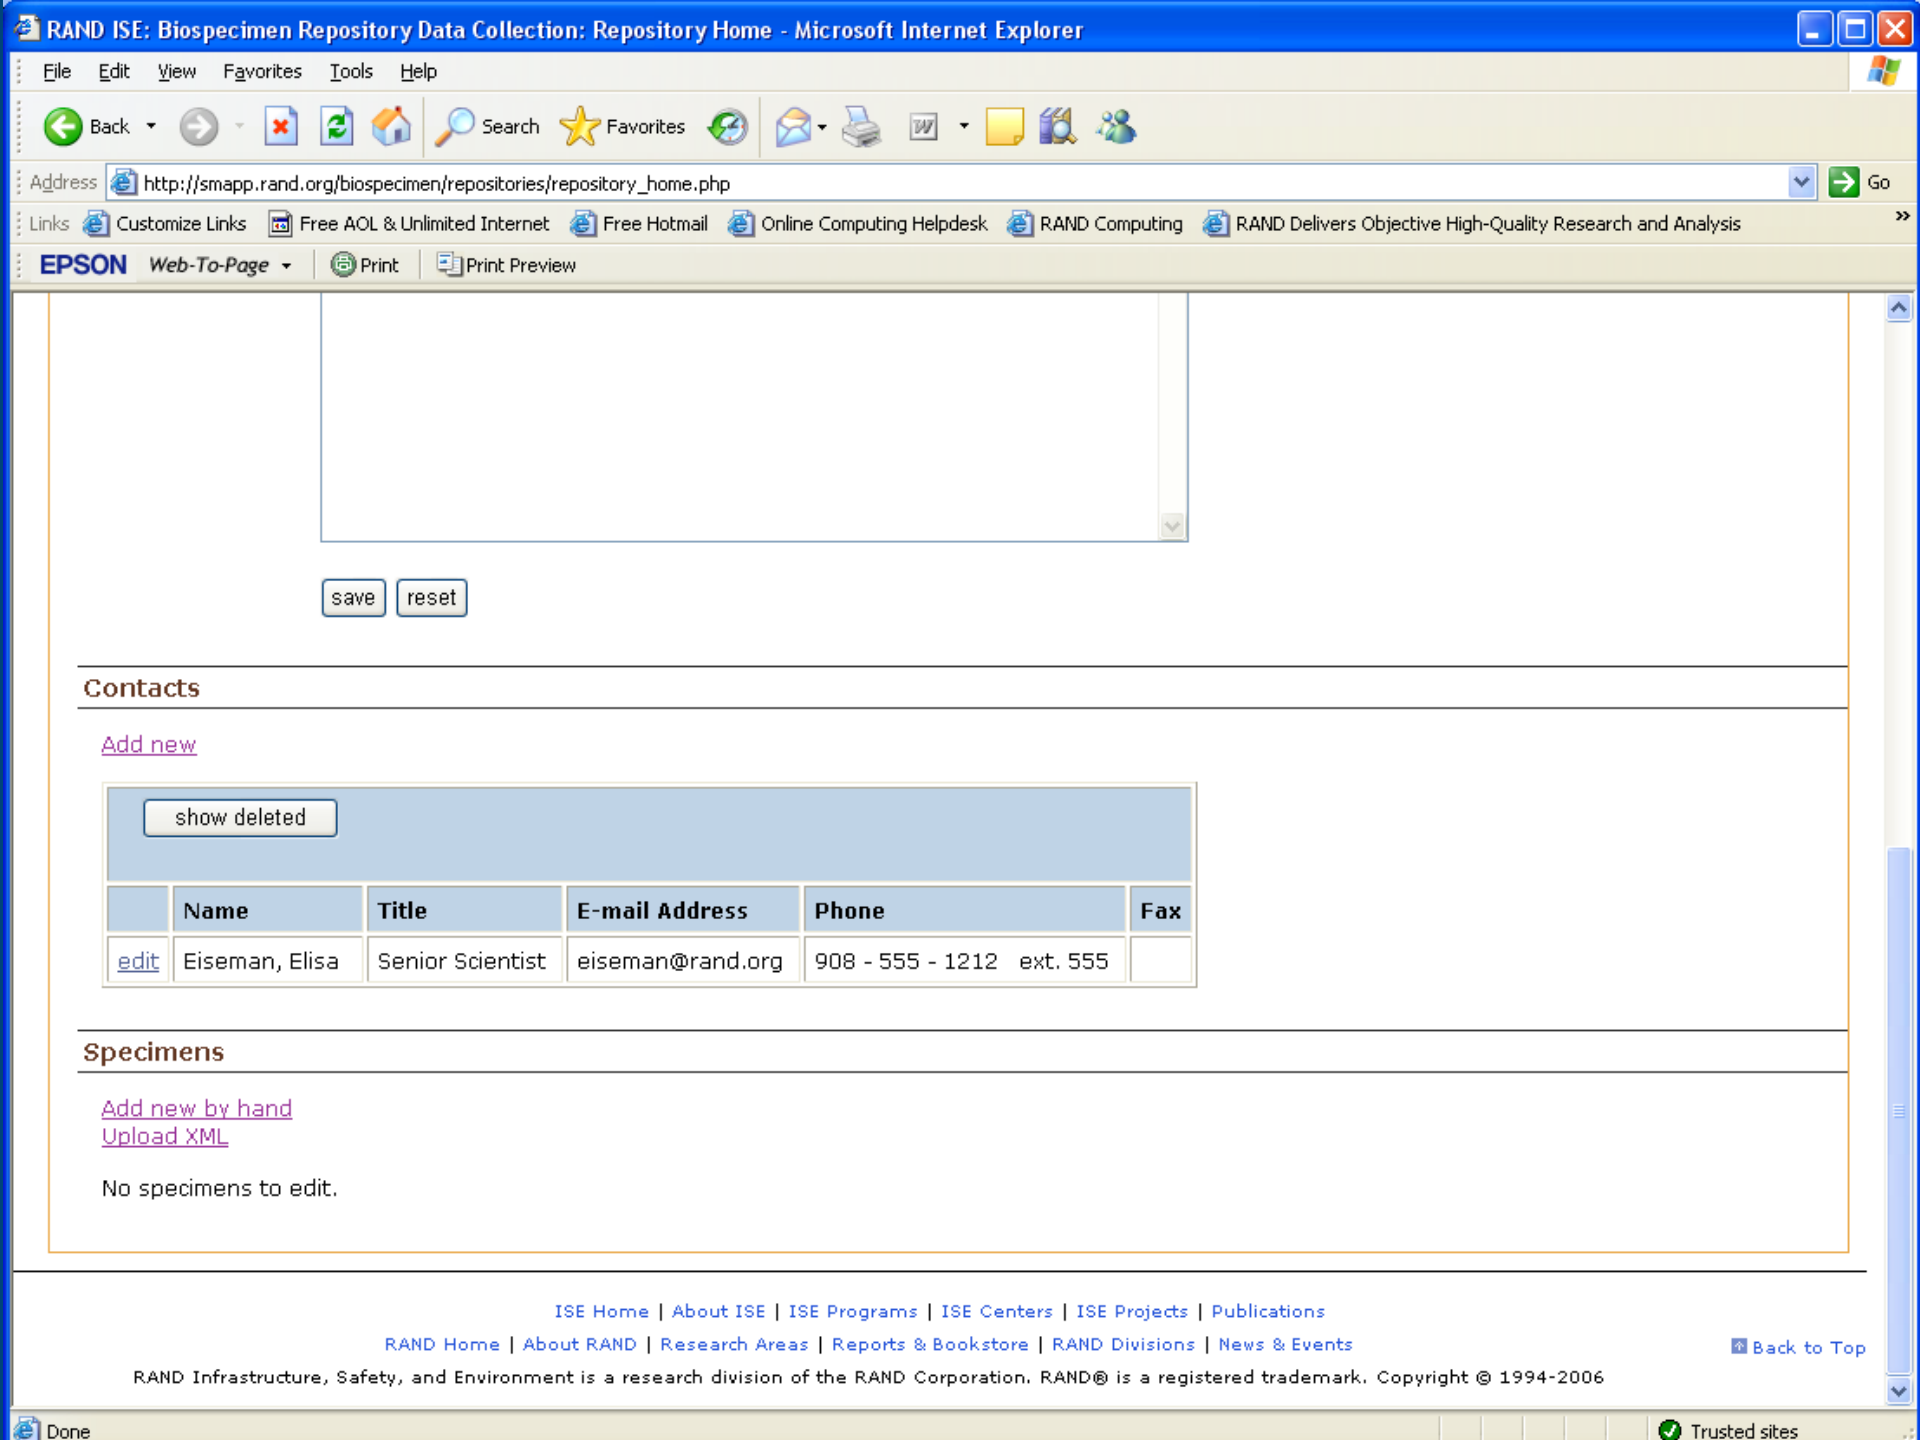 RAND ISE: Biospecimen Repository Data Collection: Repository Home - Microsoft Internet Explorer
File Edit View Favorites Tools Help
Back Search Favorites W
Address http://smapp.rand.org/biospecimen/repositories/repository_home.php Go
Links Customize Links Free AOL & Unlimited Internet Free Hotmail Online Computing Helpdesk RAND Computing RAND Delivers Objective High-Quality Research and Analysis »
EPSON Web-To-Page Print Print Preview
save reset
Contacts
Add new
show deleted
Name Title E-mail Address Phone Fax
edit Eiseman, Elisa Senior Scientist eiseman@rand.org 908 - 555 - 1212 ext. 555
Specimens
Add new by hand
Upload XML
No specimens to edit.
ISE Home | About ISE | ISE Programs | ISE Centers | ISE Projects | Publications
RAND Home | About RAND | Research Areas | Reports & Bookstore | RAND Divisions | News & Events
Back to Top
RAND Infrastructure, Safety, and Environment is a research division of the RAND Corporation. RAND® is a registered trademark. Copyright © 1994-2006
Done Trusted sites